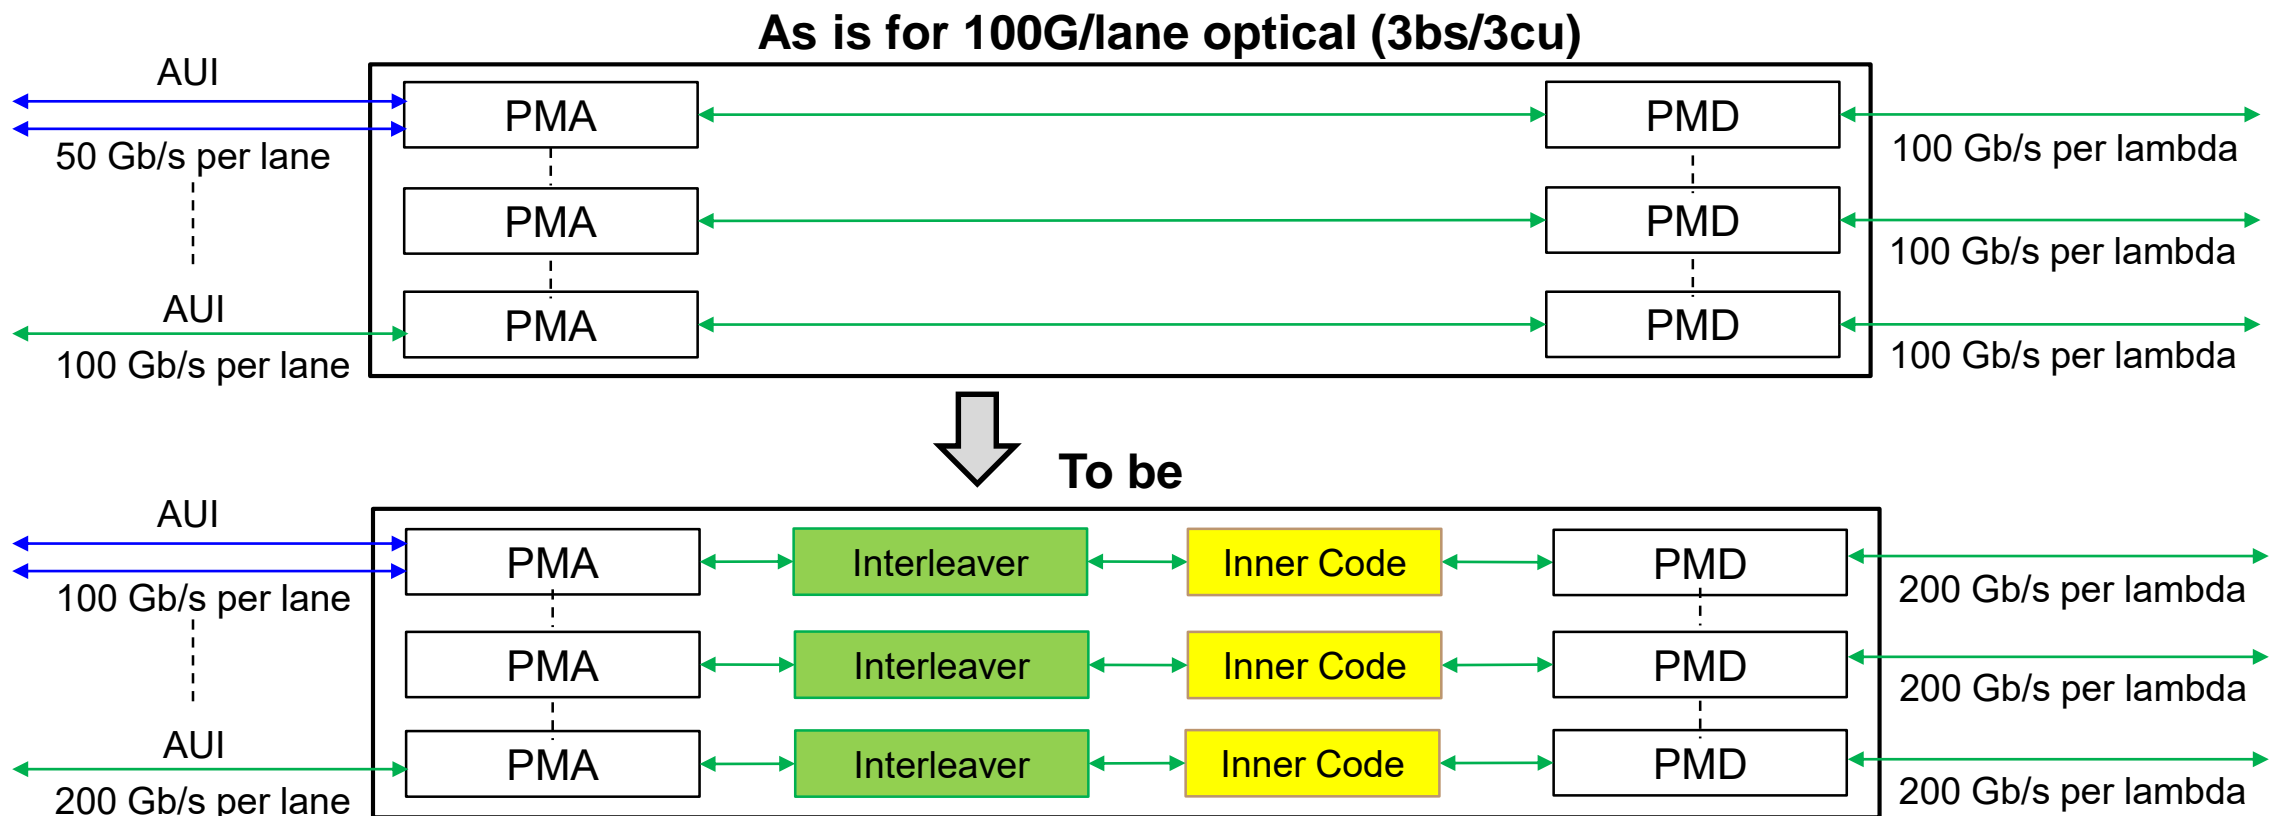 As is for 100G/lane optical (3bs/3cu)
AUI
PMA
PMD
50 Gb/s per lane
100 Gb/s per lambda
PMA
PMD
100 Gb/s per lambda
AUI
PMA
PMD
100 Gb/s per lane
100 Gb/s per lambda
To be
AUI
PMA
Interleaver
Inner Code
PMD
100 Gb/s per lane
200 Gb/s per lambda
PMA
Interleaver
Inner Code
PMD
200 Gb/s per lambda
AUI
PMA
Interleaver
Inner Code
PMD
200 Gb/s per lane
200 Gb/s per lambda